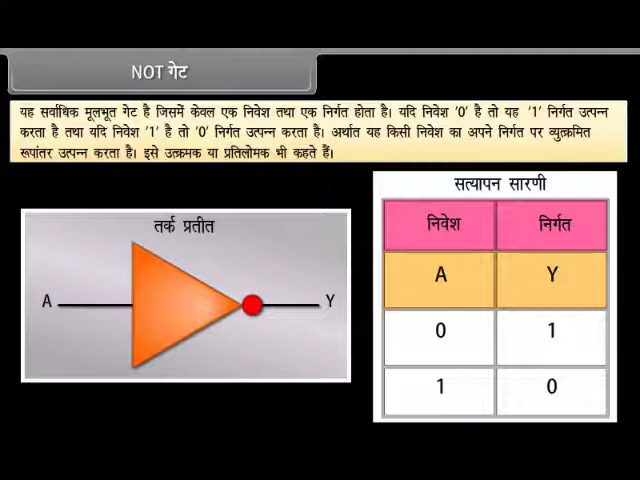 NOT गेट
यह सर्वाधिक मूलभूत गेट है जिसमें केवल एक निवेश तथा एक निर्गत होता है। यदि निवेश '0' है तो यह '1' निर्गत उत्पन्न
करता है तथा यदि निवेश '1' है तो '0' निर्गत उत्पन्न करता है। अर्थात यह किसी निवेश का अपने निर्गत पर व्युत्क्रमित
रूपांतर उत्पन्न करता है। इसे उत्क्रमक या प्रतिलोमक भी कहते हैं।
तर्क प्रतीत
A Y
सत्यापन सारणी
निवेश निर्गत
A Y
0 1
1 0